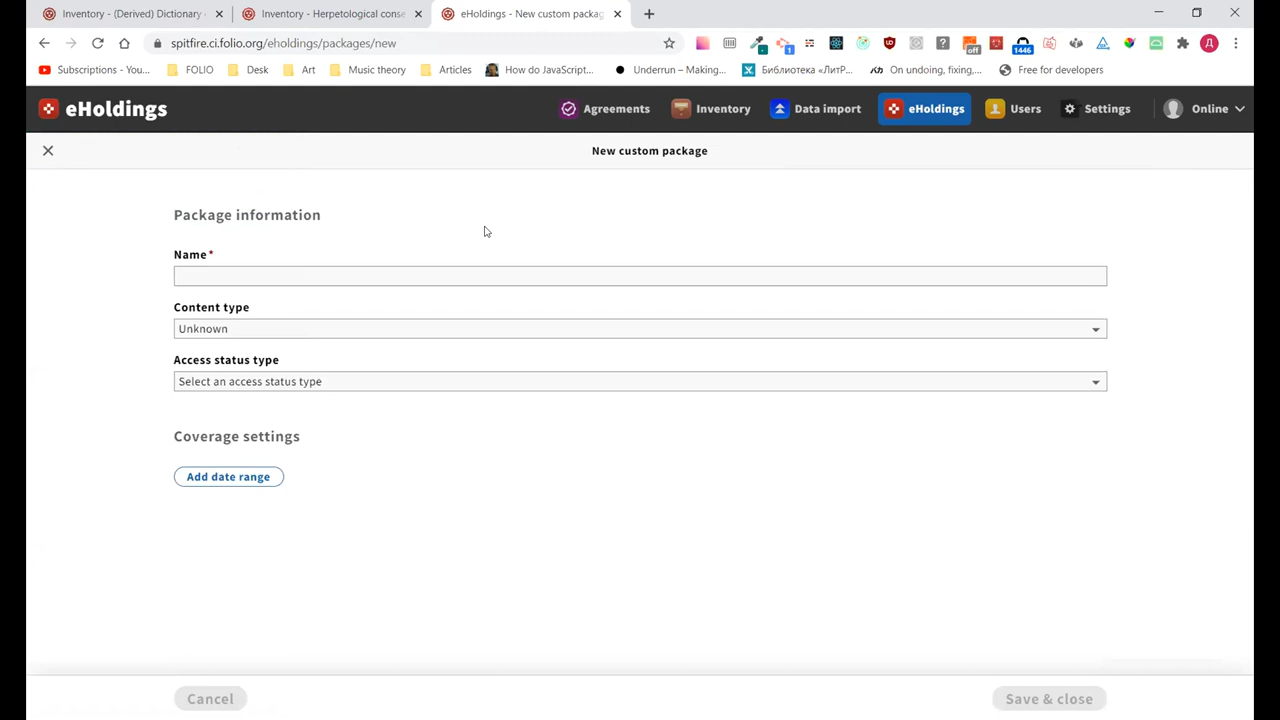 Inventory - (Derived) Dictionary
Inventory - Herpetological conse
eHoldings - New custom packag
spitfire.ci.folio.org/eholdings/packages/new
off
1
1446
Д
Subscriptions - You...
FOLIO
Desk
Art
Music theory
Articles
How do JavaScript...
Underrun – Making...
Библиотека «ЛитР...
On undoing, fixing,...
Free for developers
eHoldings
Agreements
Inventory
Data import
eHoldings
Users
Settings
Online
New custom package
Package information
Name*
Content type
Unknown
Access status type
Select an access status type
Coverage settings
Add date range
Cancel
Save & close